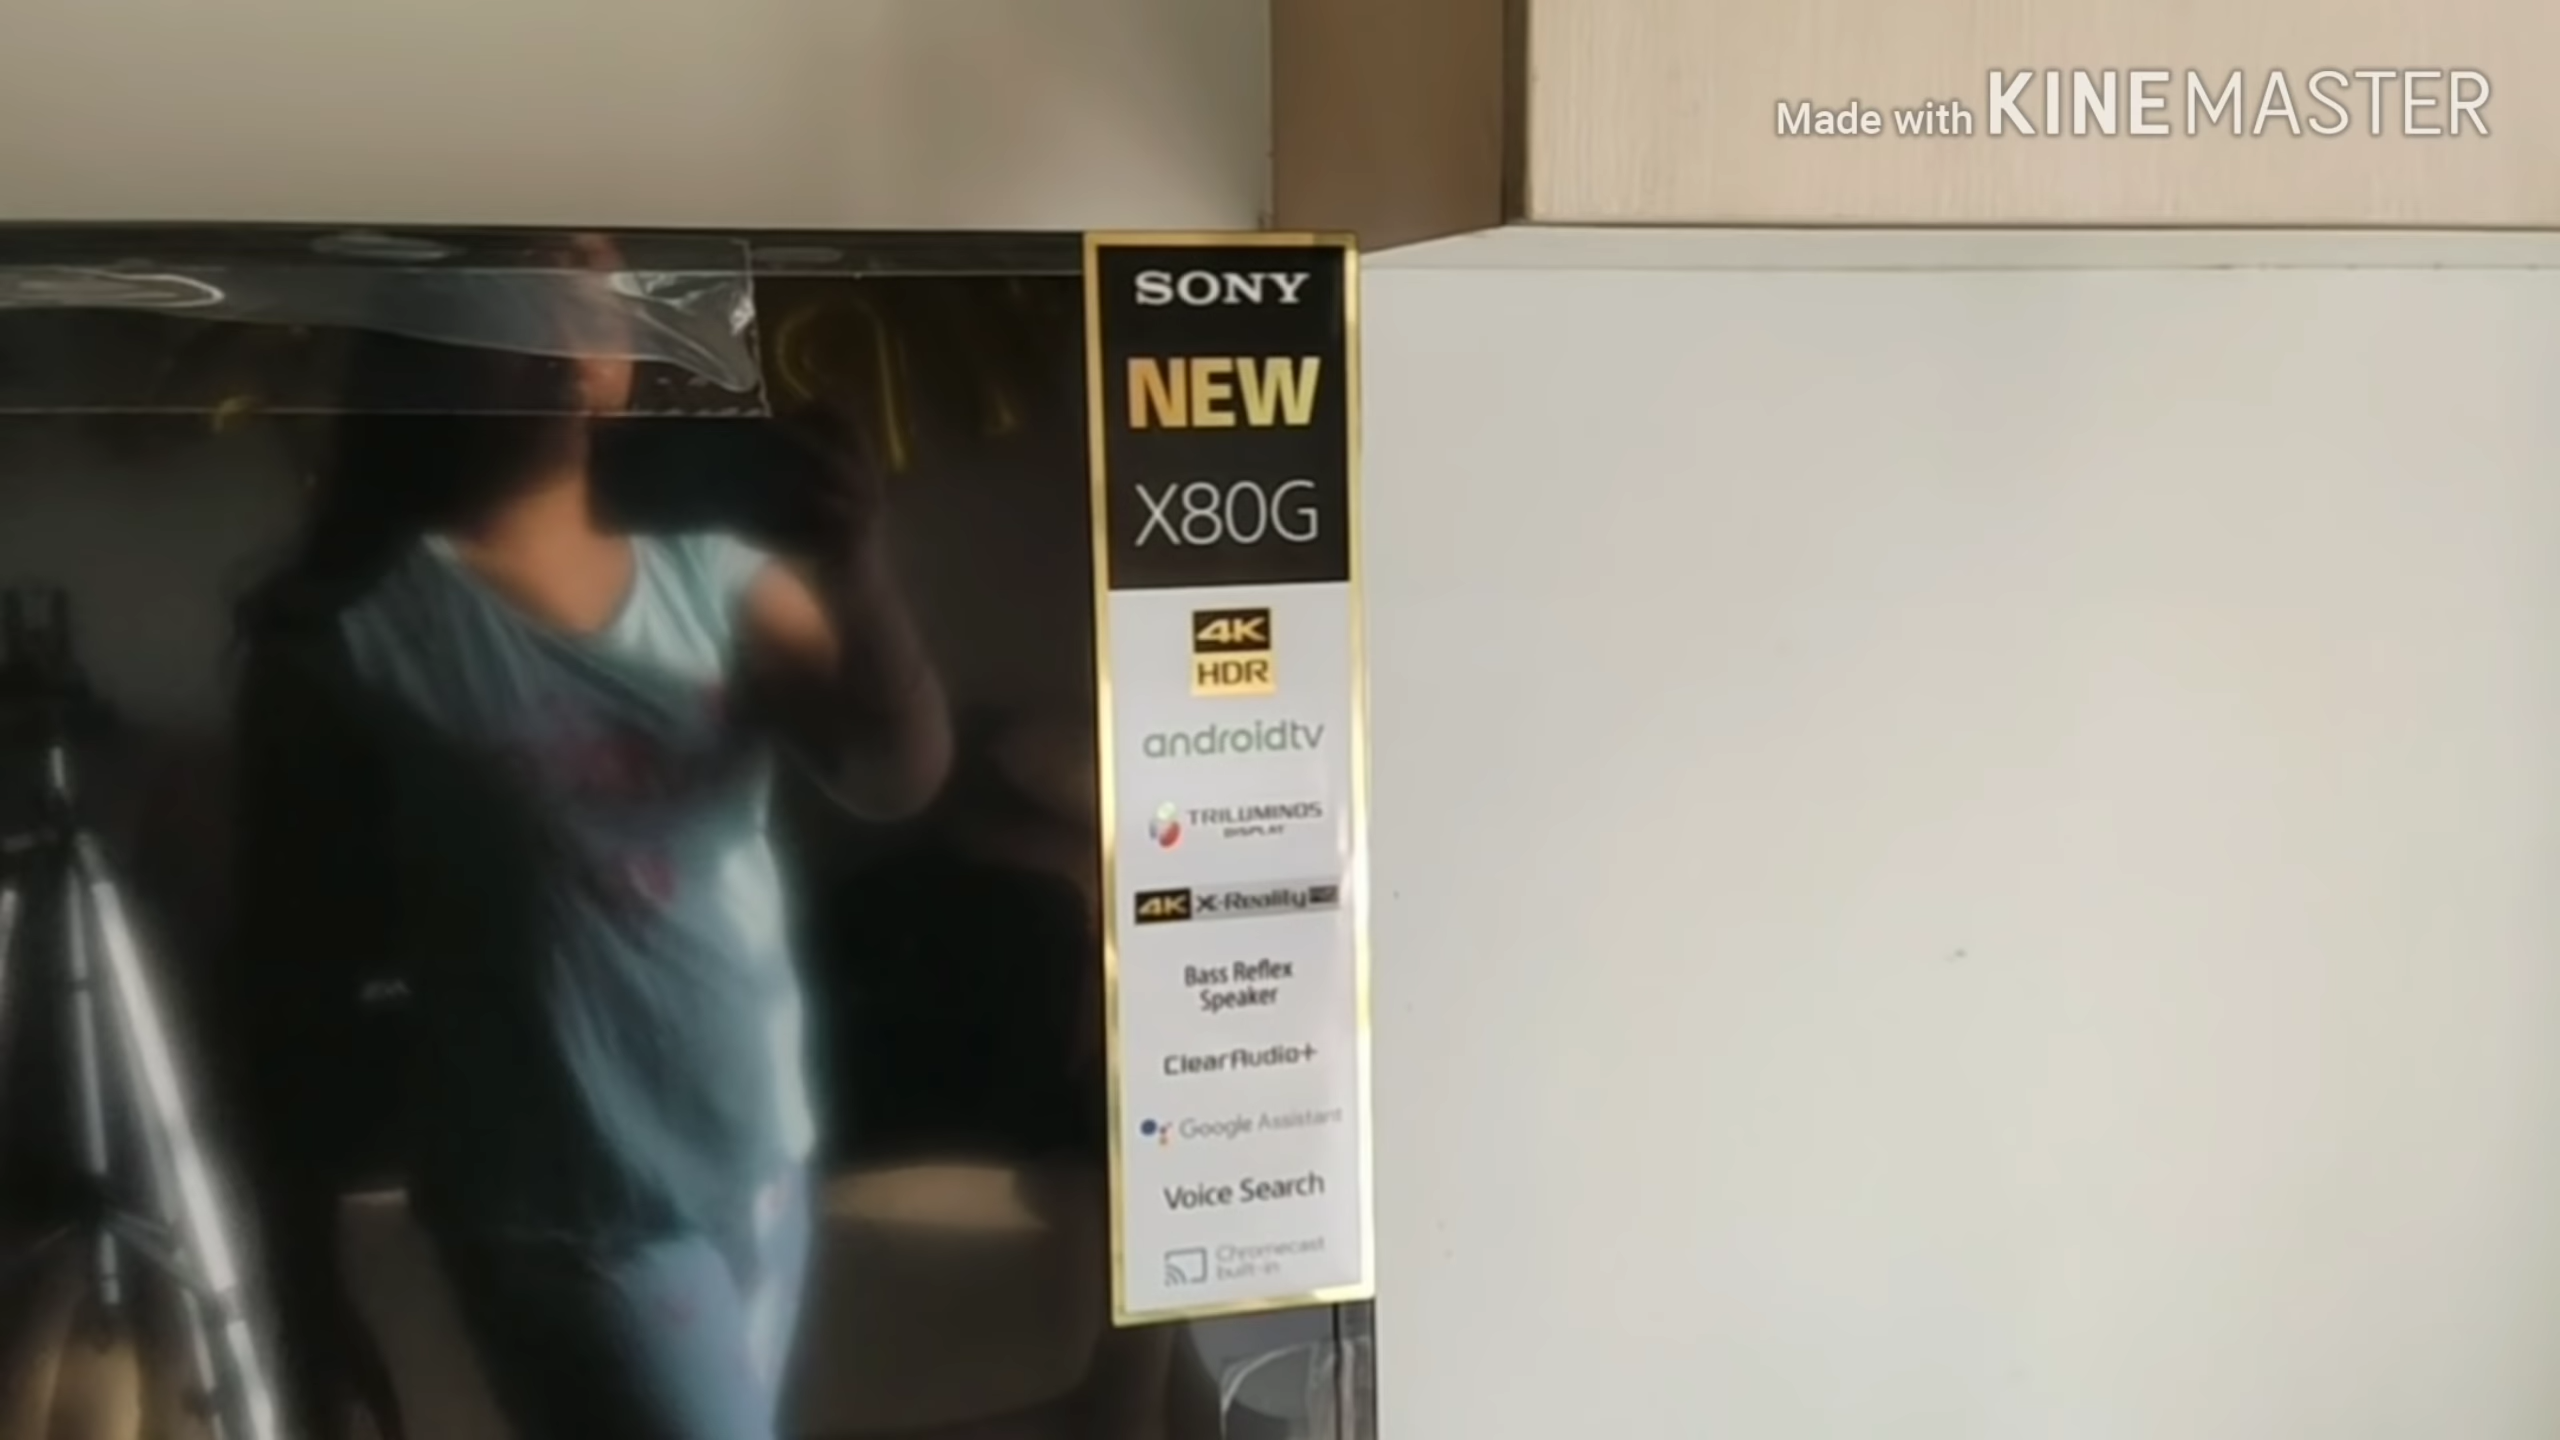 Made with KINEMASTER
SONY
NEW
X80G
4K
HDR
androidtv
TRILUMINOS
DISPLAY
4K X-Reality
Bass Reflex
Speaker
ClearAudio+
Google Assistant
Voice Search
Chromecast
built-in